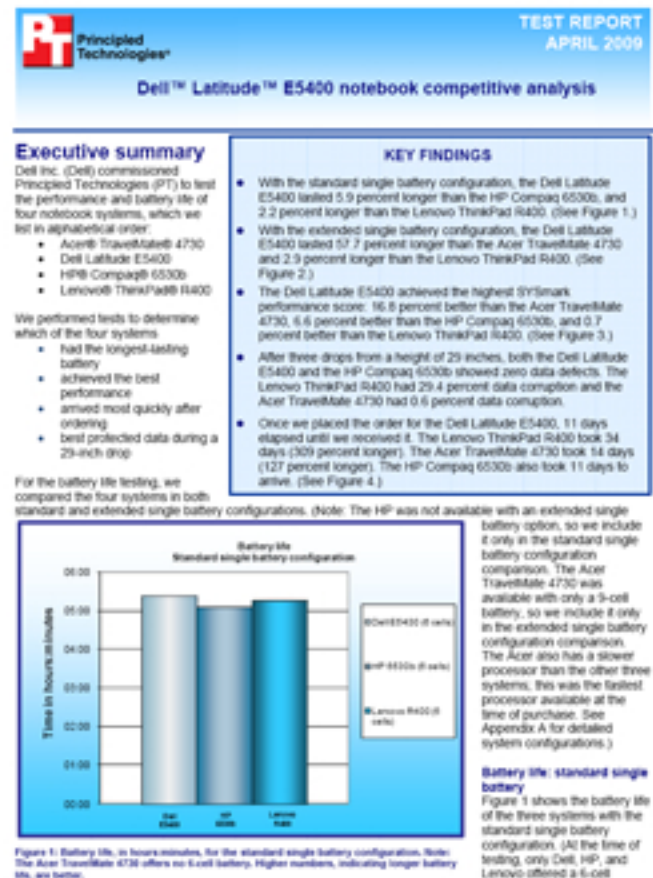 TEST REPORT
APRIL 2009
PT Principled
Technologies®
Dell™ Latitude™ E5400 notebook competitive analysis
Executive summary
Dell Inc. (Dell) commissioned
Principled Technologies (PT) to test
the performance and battery life of
four notebook systems, which we
list in alphabetical order:
• Acer® TravelMate® 4730
• Dell Latitude E5400
• HP® Compaq® 6530b
• Lenovo® ThinkPad® R400
We performed tests to determine
which of the four systems
• had the longest-lasting
battery
• achieved the best
performance
• arrived most quickly after
ordering
• best protected data during a
29-inch drop
For the battery life testing, we
compared the four systems in both
standard and extended single battery configurations. (Note: The HP was not available with an extended single
KEY FINDINGS
• With the standard single battery configuration, the Dell Latitude
E5400 lasted 5.9 percent longer than the HP Compaq 6530b, and
2.2 percent longer than the Lenovo ThinkPad R400. (See Figure 1.)
• With the extended single battery configuration, the Dell Latitude
E5400 lasted 57.7 percent longer than the Acer TravelMate 4730
and 2.9 percent longer than the Lenovo ThinkPad R400. (See
Figure 2.)
• The Dell Latitude E5400 achieved the highest SYSmark
performance score: 16.8 percent better than the Acer TravelMate
4730, 6.6 percent better than the HP Compaq 6530b, and 0.7
percent better than the Lenovo ThinkPad R400. (See Figure 3.)
• After three drops from a height of 29 inches, both the Dell Latitude
E5400 and the HP Compaq 6530b showed zero data defects. The
Lenovo ThinkPad R400 had 29.4 percent data corruption and the
Acer TravelMate 4730 had 0.6 percent data corruption.
• Once we placed the order for the Dell Latitude E5400, 11 days
elapsed until we received it. The Lenovo ThinkPad R400 took 34
days (309 percent longer). The Acer TravelMate 4730 took 14 days
(127 percent longer). The HP Compaq 6530b also took 11 days to
arrive. (See Figure 4.)
battery option, so we include
it only in the standard single
battery configuration
comparison. The Acer
TravelMate 4730 was
available with only a 9-cell
battery, so we include it only
in the extended single battery
configuration comparison.
The Acer also has a slower
processor than the other three
systems; this was the fastest
processor available at the
time of purchase. See
Appendix A for detailed
system configurations.)
Battery life: standard single
battery
Figure 1 shows the battery life
of the three systems with the
standard single battery
configuration. (At the time of
testing, only Dell, HP, and
Lenovo offered a 6-cell
Battery life
Standard single battery configuration
Time in hours:minutes
06:00
05:00
04:00
03:00
02:00
01:00
00:00
Dell
E5400
HP
6530b
Lenovo
R400
Dell E5400 (6 cells)
HP 6530b (6 cells)
Lenovo R400 (6
cells)
Figure 1: Battery life, in hours:minutes, for the standard single battery configuration. Note:
The Acer TravelMate 4730 offers no 6-cell battery. Higher numbers, indicating longer battery
life, are better.